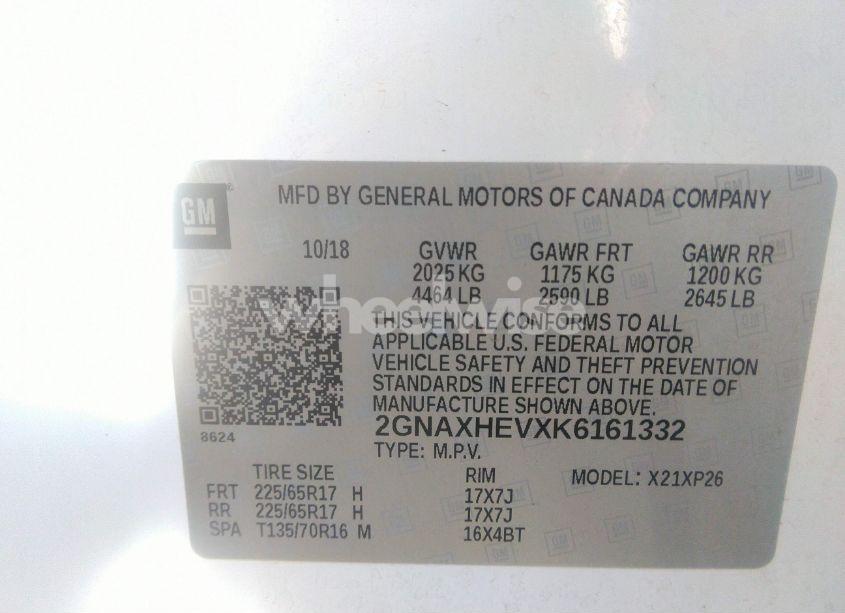 GM®
MFD BY GENERAL MOTORS OF CANADA COMPANY
10/18 GVWR GAWR FRT GAWR RR
2025 KG 1175 KG 1200 KG
4464 LB 2590 LB 2645 LB
wheelwise
THIS VEHICLE CONFORMS TO ALL
APPLICABLE U.S. FEDERAL MOTOR
VEHICLE SAFETY AND THEFT PREVENTION
STANDARDS IN EFFECT ON THE DATE OF
MANUFACTURE SHOWN ABOVE.
8624
2GNAXHEVXK6161332
TYPE: M.P.V.
TIRE SIZE RIM MODEL: X21XP26
FRT 225/65R17 H 17X7J
RR 225/65R17 H 17X7J
SPA T135/70R16 M 16X4BT